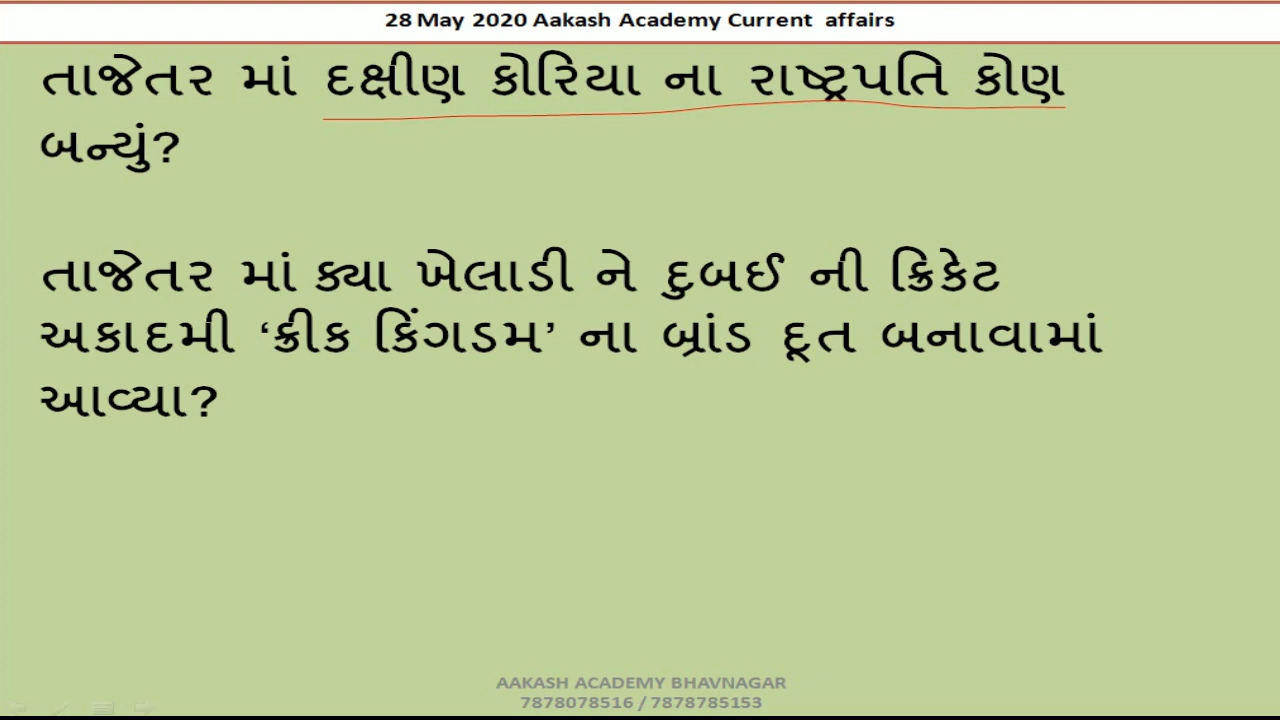 28 May 2020 Aakash Academy Current affairs
તાજેતર માં દક્ષીણ કોરિયા ના રાષ્ટ્રપતિ કોણ
બન્યું?
તાજેતર માં ક્યા ખેલાડી ને દુબઈ ની ક્રિકેટ
અકાદમી ‘ક્રીક કિંગડમ’ ના બ્રાંડ દૂત બનાવામાં
આવ્યા?
AAKASH ACADEMY BHAVNAGAR
7878078516 / 7878785153